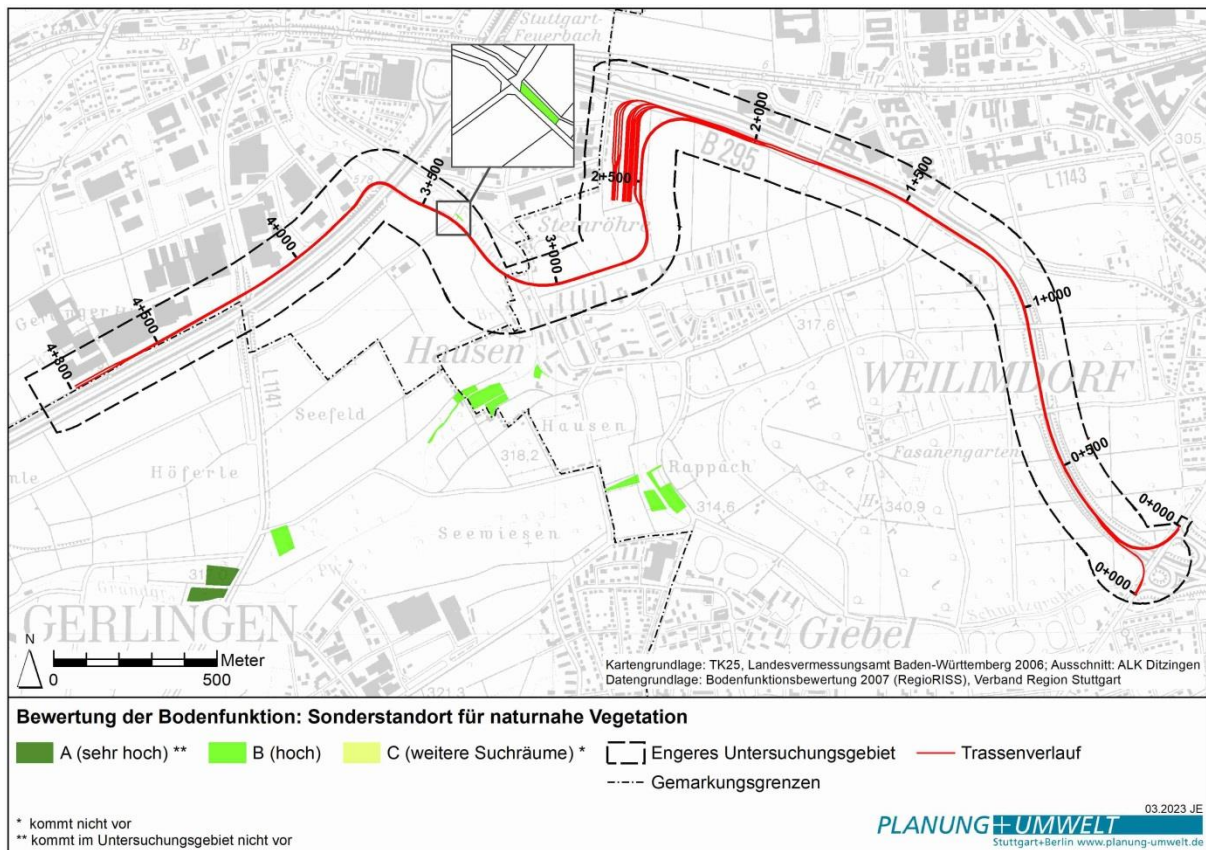 Stuttgart-
Feuerbach
Br
6
305
B 295
L 1143
2+000
1+500
2+500
3+500
578
4+000
Steinröhre
3+000
1+000
4+500
4+800
L 1141
Hausen
317,6
WEILIMDORF
Seefeld
Hausen
318,2
Höferle
Rappach
Fasanengarten
0+500
314,6
340,9
0+000
Seewiesen
PW
0+000
GERLINGEN
Giebel
N
Meter
0
500
321,3
Kartengrundlage: TK25, Landesvermessungsamt Baden-Württemberg 2006; Ausschnitt: ALK Ditzingen
Datengrundlage: Bodenfunktionsbewertung 2007 (RegioRISS), Verband Region Stuttgart
Bewertung der Bodenfunktion: Sonderstandort für naturnahe Vegetation
A (sehr hoch) ** B (hoch) C (weitere Suchräume) * Engeres Untersuchungsgebiet Trassenverlauf
Gemarkungsgrenzen
* kommt nicht vor
** kommt im Untersuchungsgebiet nicht vor
03.2023 JE
PLANUNG+UMWELT
Stuttgart+Berlin www.planung-umwelt.de